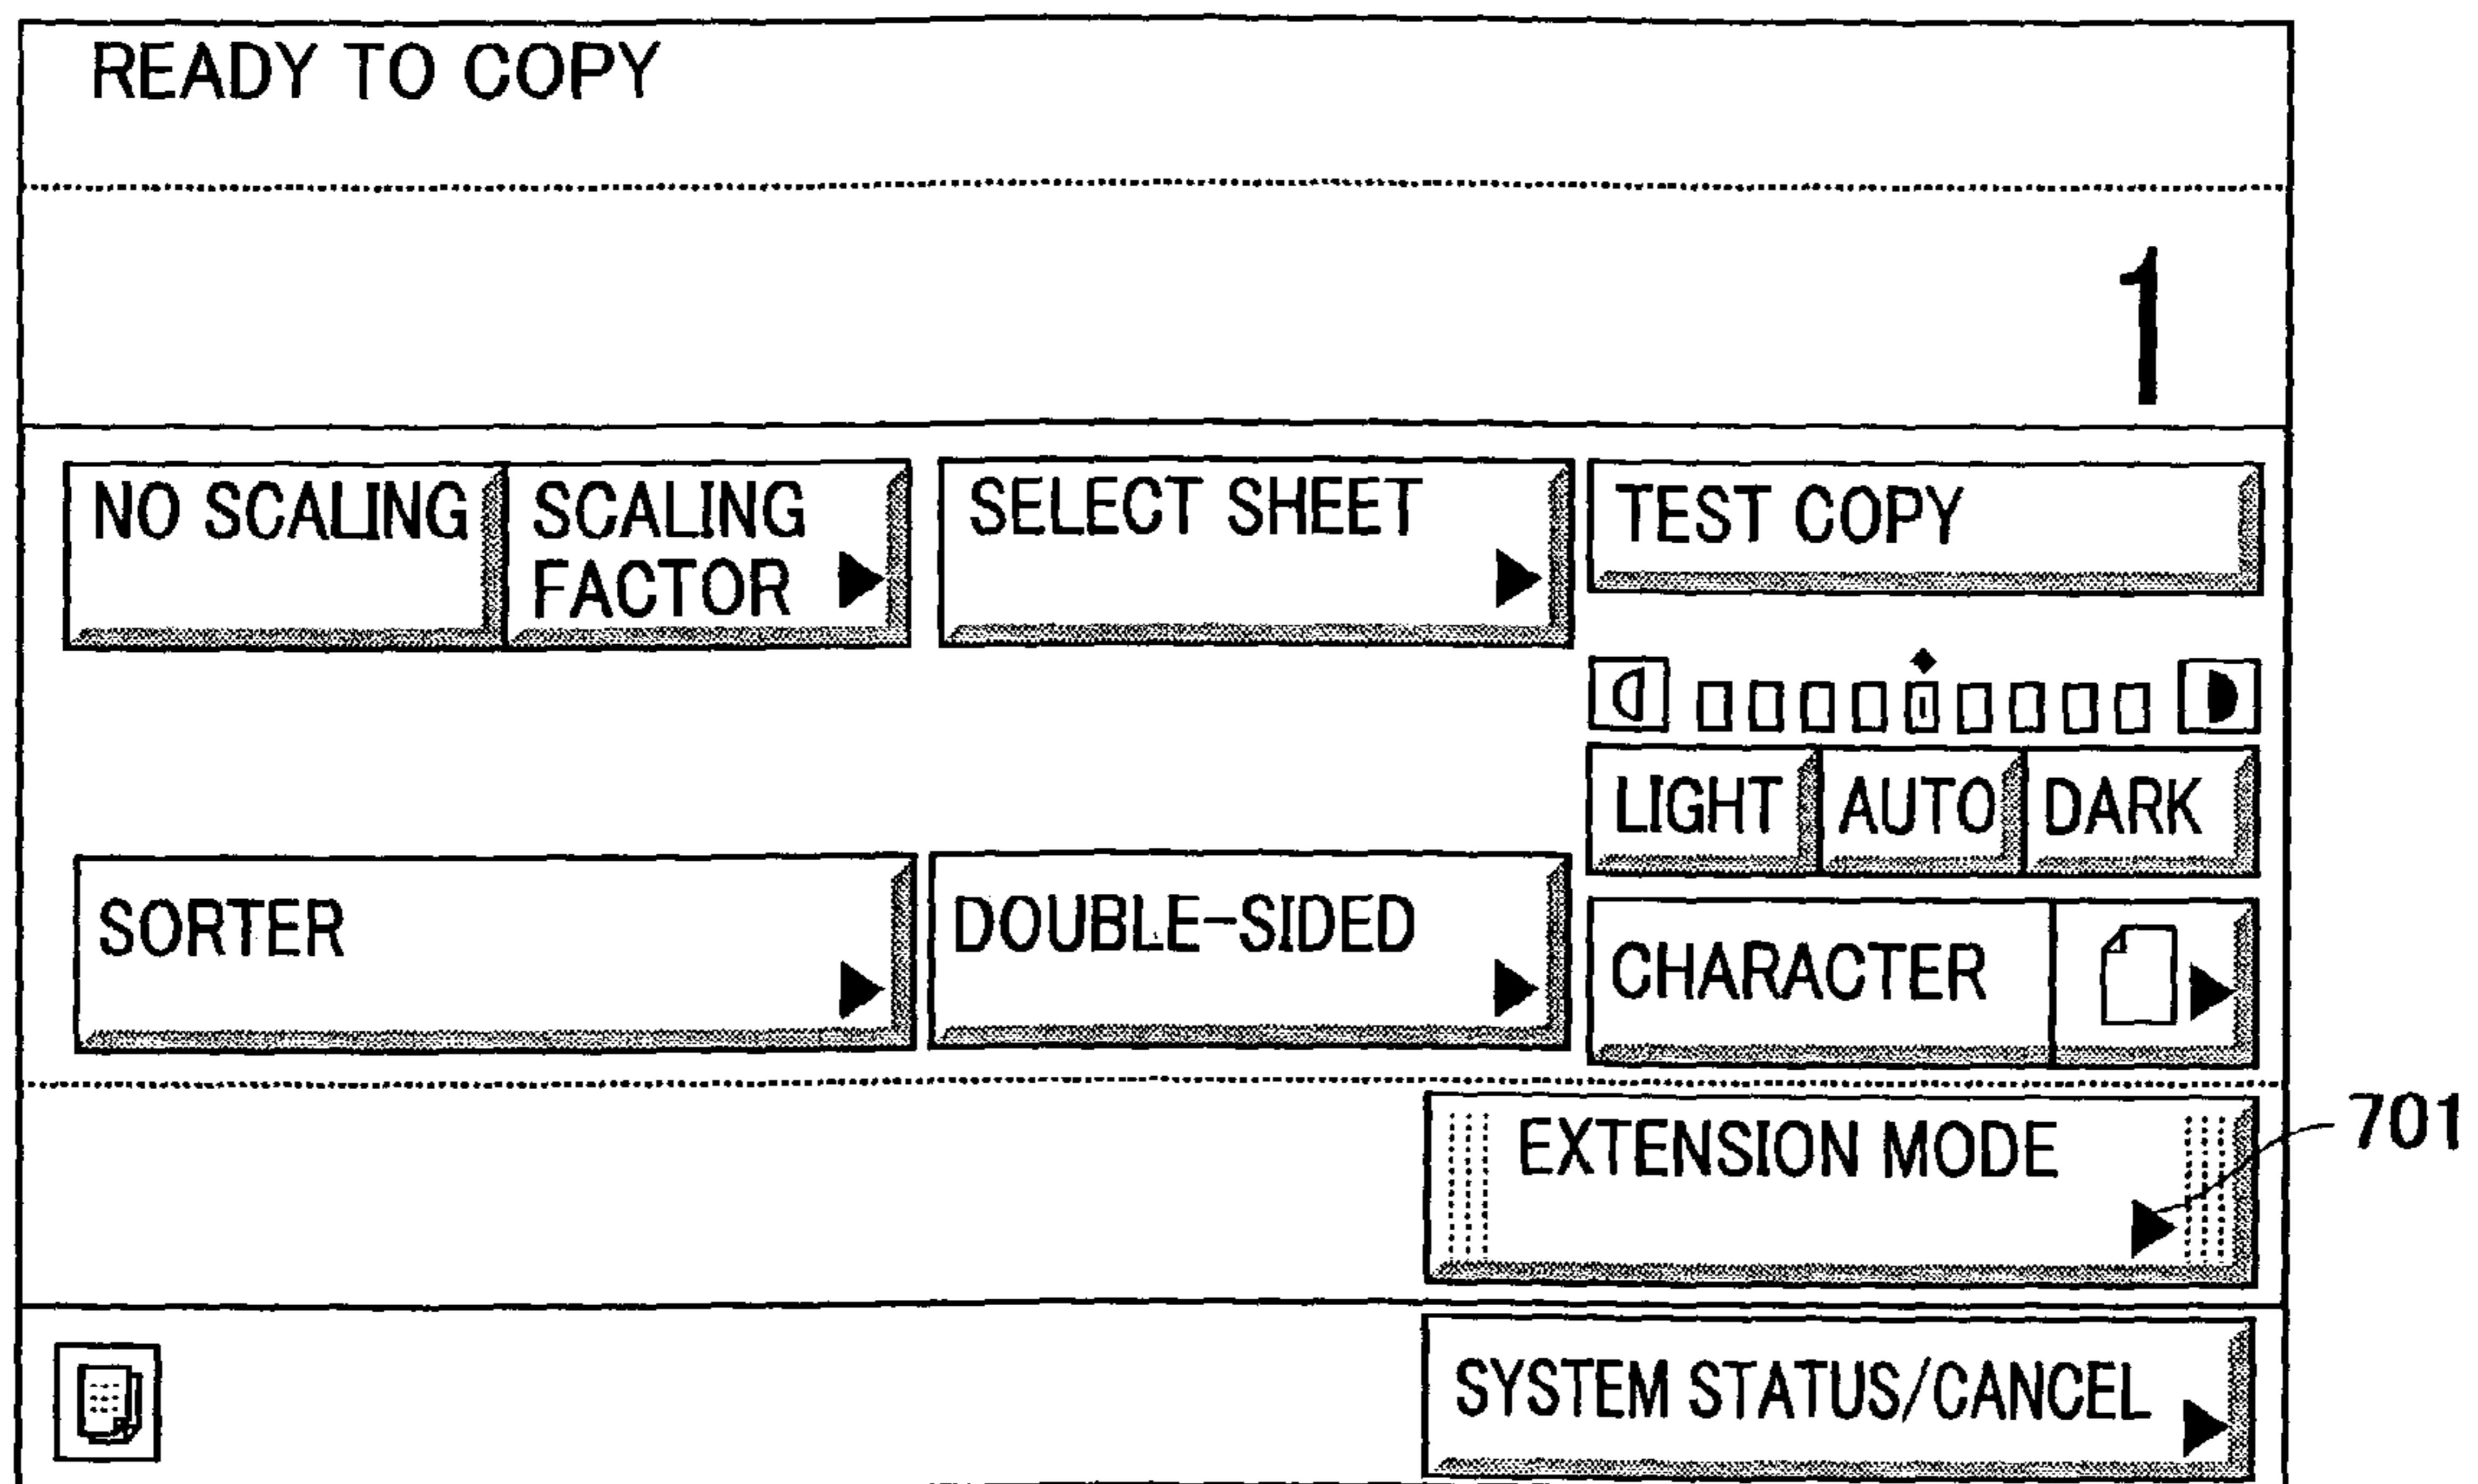 READY TO COPY
1
NO SCALING
SCALING
FACTOR
SELECT SHEET
TEST COPY
LIGHT
AUTO
DARK
SORTER
DOUBLE-SIDED
CHARACTER
EXTENSION MODE
701
SYSTEM STATUS/CANCEL